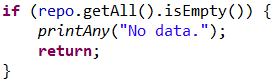 if (repo.getAll().isEmpty()) {
    printAny("No data.");
    return;
}